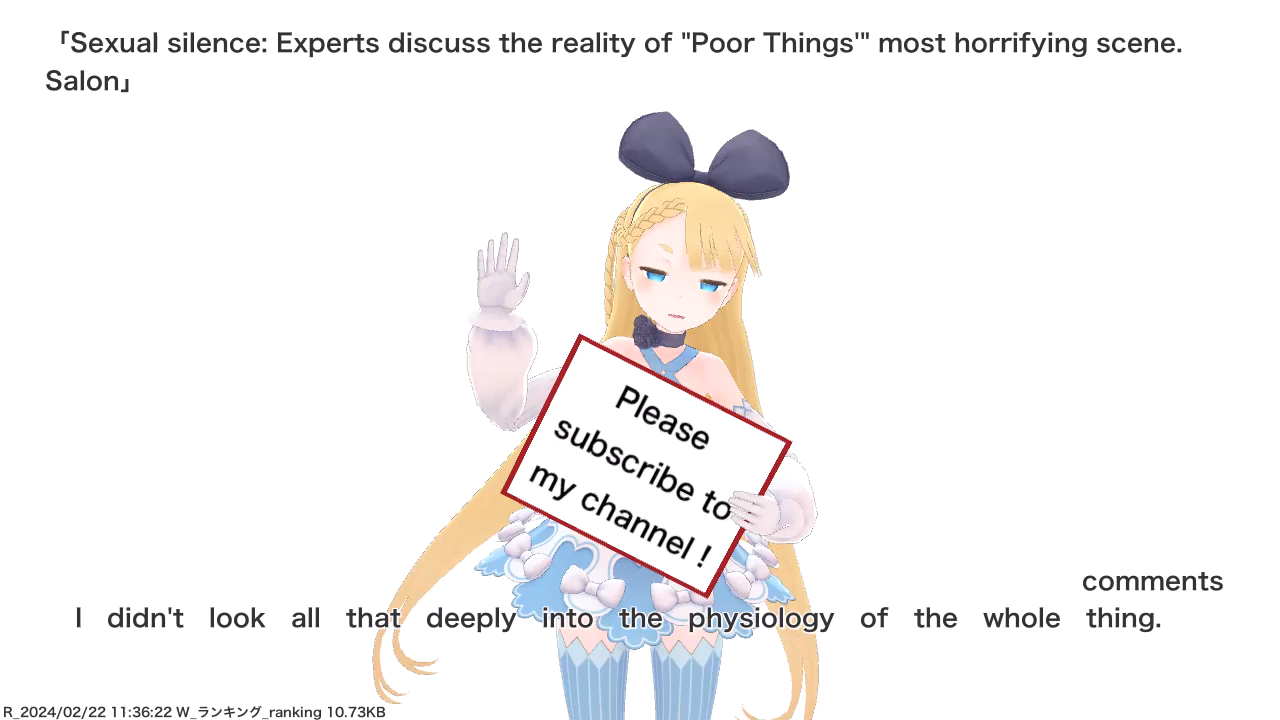 「Sexual silence: Experts discuss the reality of "Poor Things'" most horrifying scene.
Salon」
Please
subscribe to
my channel !
comments
I didn't look all that deeply into the physiology of the whole thing.
R_2024/02/22 11:36:22 W_ランキング_ranking 10.73KB